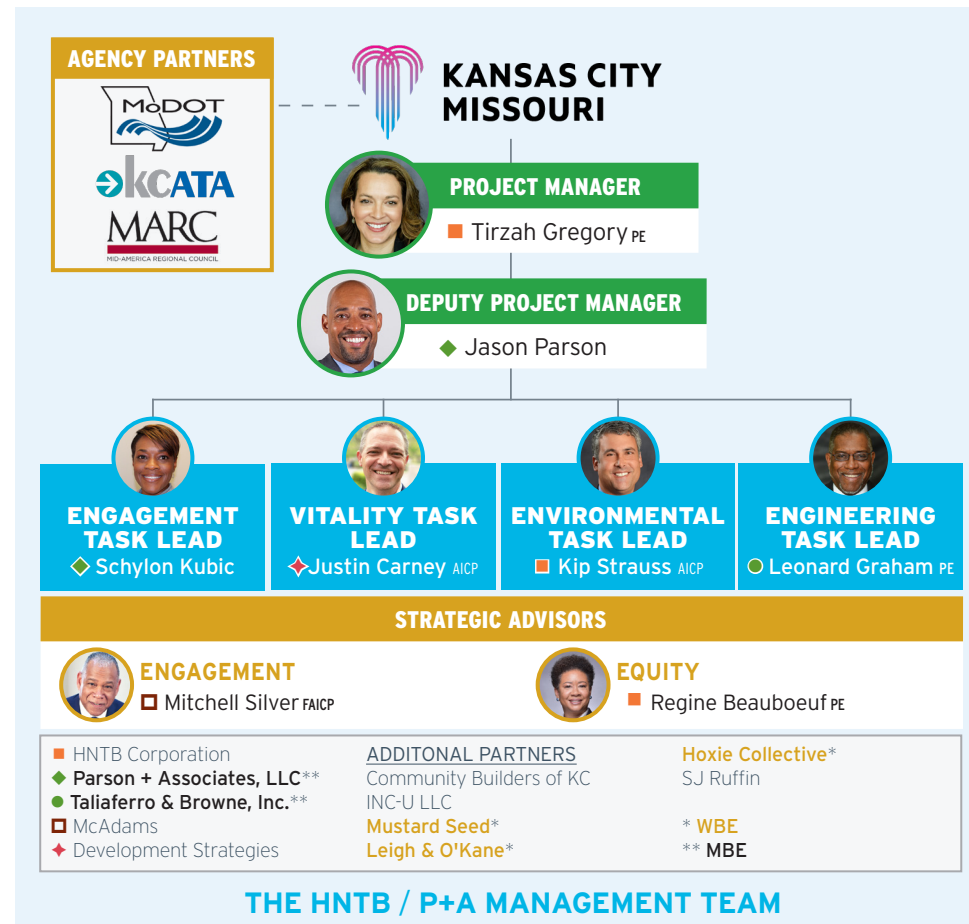 AGENCY PARTNERS
MoDOT
kcATA
MARC
MID-AMERICA REGIONAL COUNCIL
KANSAS CITY
MISSOURI
PROJECT MANAGER
Tirzah Gregory PE
DEPUTY PROJECT MANAGER
Jason Parson
ENGAGEMENT
TASK LEAD
Schylon Kubic
VITALITY TASK
LEAD
Justin Carney AICP
ENVIRONMENTAL
TASK LEAD
Kip Strauss AICP
ENGINEERING
TASK LEAD
Leonard Graham PE
STRATEGIC ADVISORS
ENGAGEMENT
Mitchell Silver FAICP
EQUITY
Regine Beauboeuf PE
HNTB Corporation
Parson + Associates, LLC**
Taliaferro & Browne, Inc.**
McAdams
Development Strategies
ADDITONAL PARTNERS
Community Builders of KC
INC-U LLC
Mustard Seed*
Leigh & O'Kane*
Hoxie Collective*
SJ Ruffin
* WBE
** MBE
THE HNTB / P+A MANAGEMENT TEAM